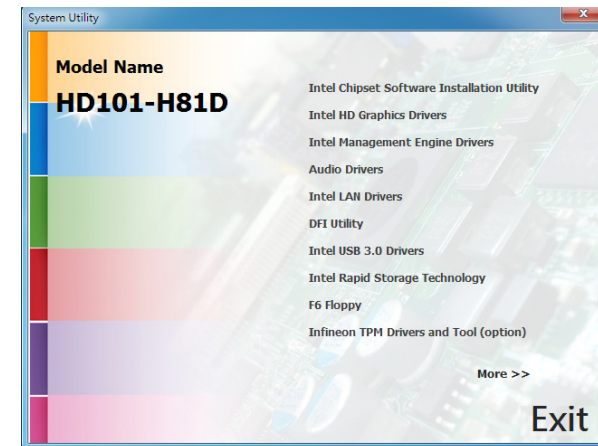 System Utility
x
Model Name
HD101-H81D
Intel Chipset Software Installation Utility
Intel HD Graphics Drivers
Intel Management Engine Drivers
Audio Drivers
Intel LAN Drivers
DFI Utility
Intel USB 3.0 Drivers
Intel Rapid Storage Technology
F6 Floppy
Infineon TPM Drivers and Tool (option)
More >>
Exit